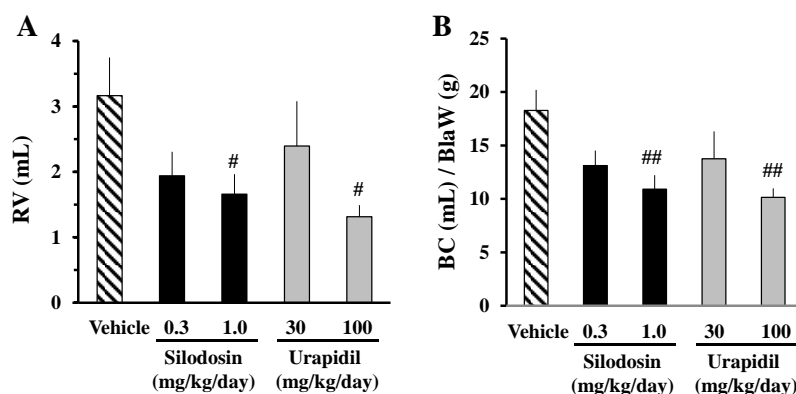 A
RV (mL)
4
3
2
1
0
#
#
Vehicle 0.3 1.0 30 100
Silodosin Urapidil
(mg/kg/day) (mg/kg/day)
B
BC (mL) / BlaW (g)
25
20
15
10
5
0
##
##
Vehicle 0.3 1.0 30 100
Silodosin Urapidil
(mg/kg/day) (mg/kg/day)